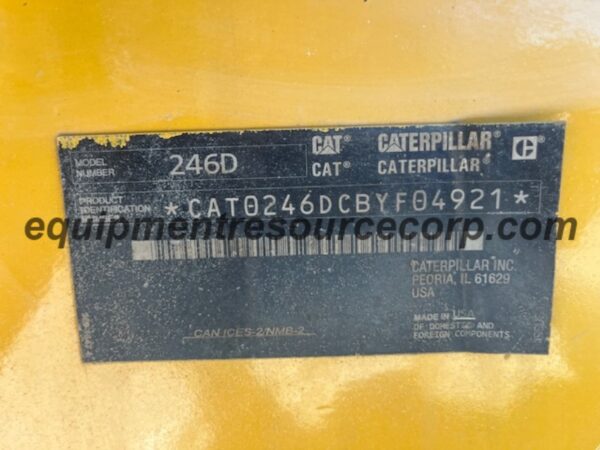 MODEL
NUMBER
246D
CAT CATERPILLAR
CAT® CATERPILLAR®
PRODUCT
IDENTIFICATION
*CAT0246DCBYF04921*
equipmentresourcecorp.com
CATERPILLAR INC.
PEORIA, IL 61629
USA
MADE IN USA
OF DOMESTIC AND
FOREIGN COMPONENTS
CAN ICES-2/NMB-2